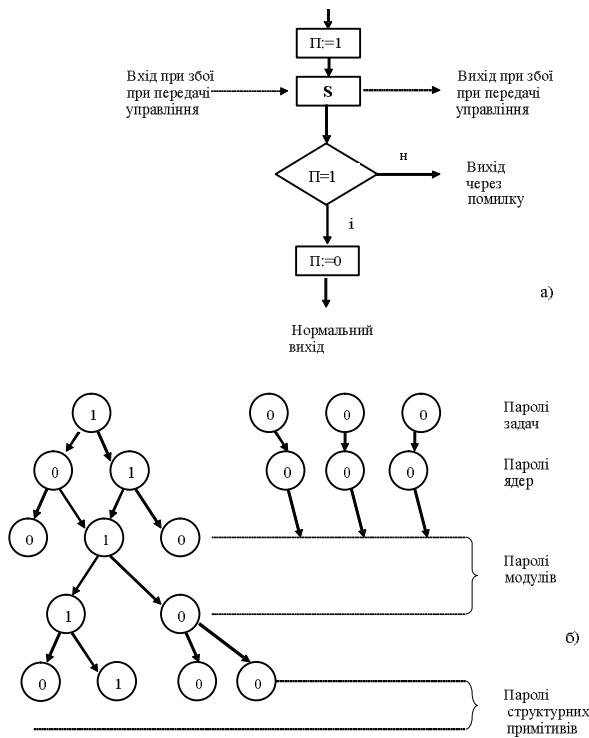 П:=1
Вхід при збої
при передачі
управління
S
Вихід при збої
при передачі
управління
П=1
н
Вихід
через
помилку
і
П:=0
а)
Нормальний
вихід
1
0
0
0
Паролі
задач
0
1
0
0
0
Паролі
ядер
0
1
0
Паролі
модулів
1
0
б)
0
1
0
0
Паролі
структурних
примітивів